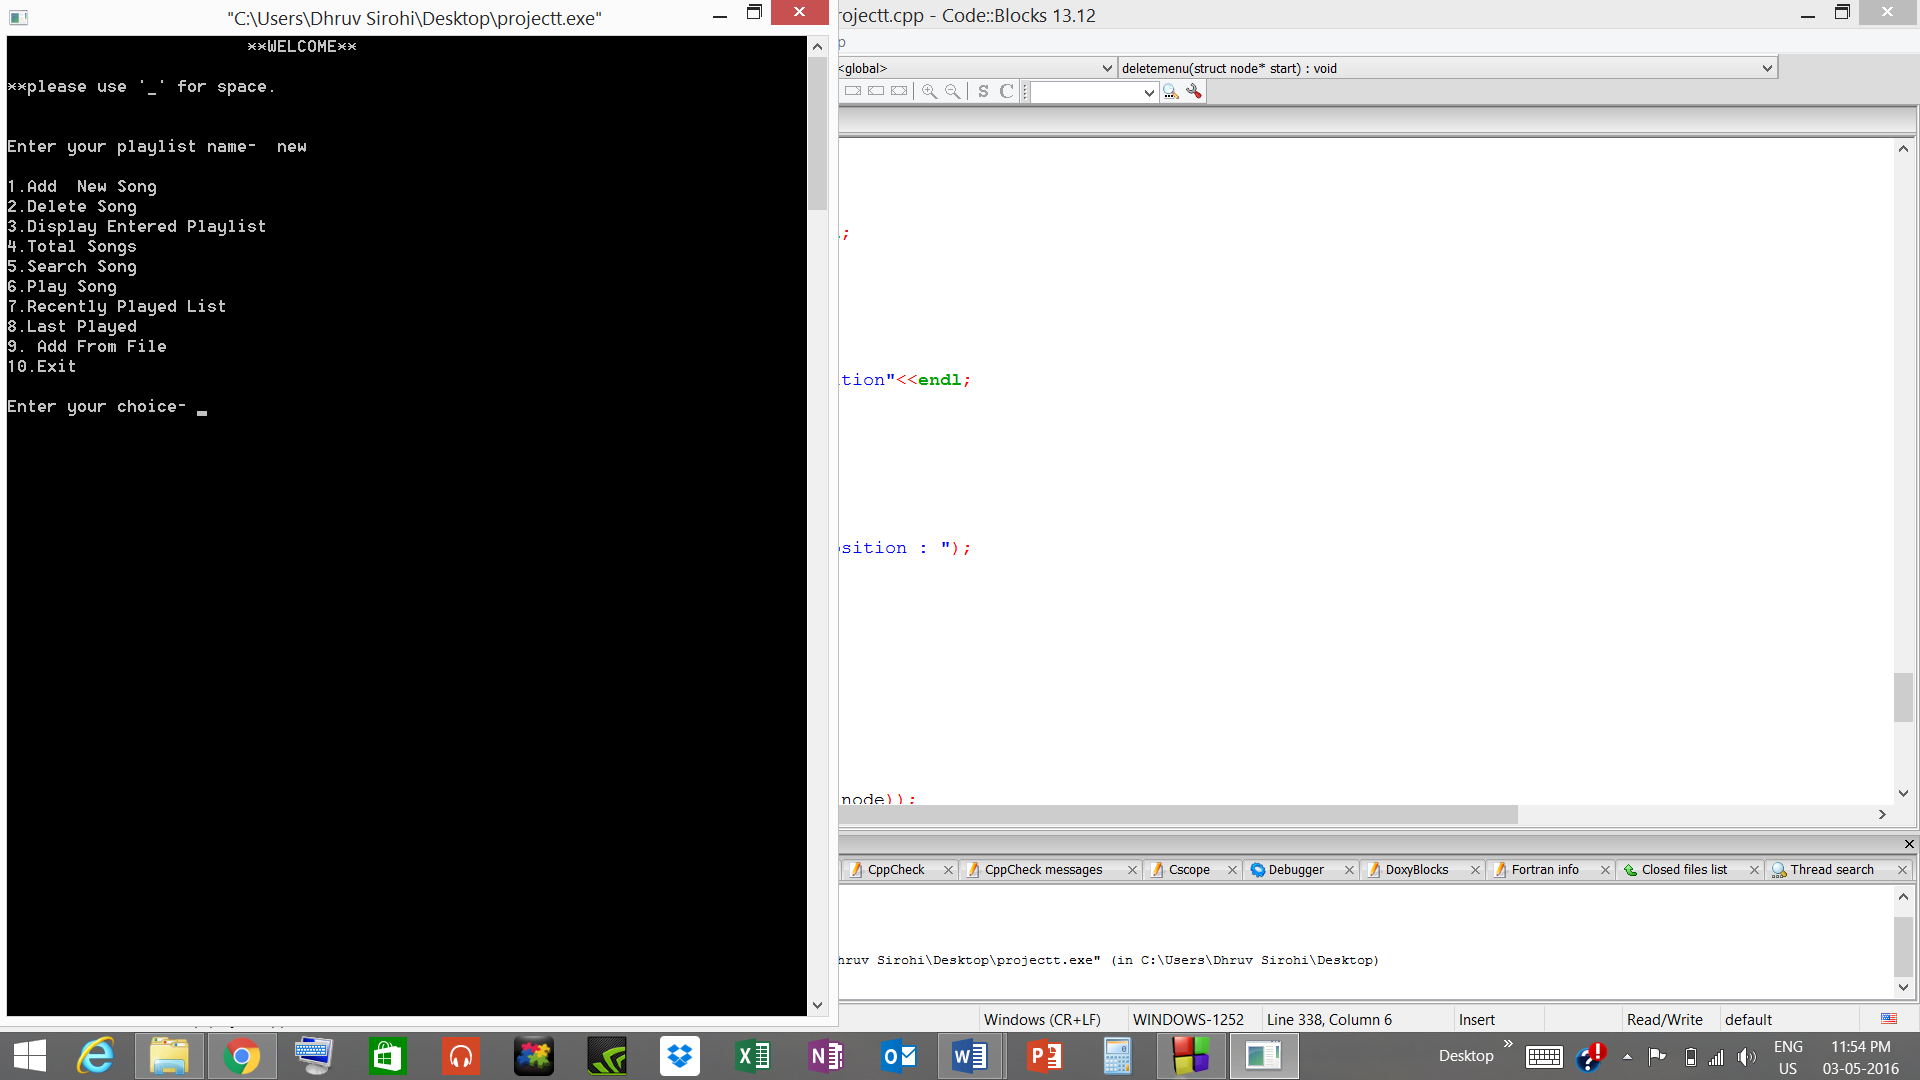 "C:\Users\Dhruv Sirohi\Desktop\projectt.exe"
**WELCOME**
**please use '_' for space.
Enter your playlist name-  new
1.Add  New Song
2.Delete Song
3.Display Entered Playlist
4.Total Songs
5.Search Song
6.Play Song
7.Recently Played List
8.Last Played
9. Add From File
10.Exit
Enter your choice- _
rojectt.cpp - Code::Blocks 13.12
p
<global>
deletemenu(struct node* start) : void
S C
;
tion"<<endl;
sition : ");
node));
CppCheck
CppCheck messages
Cscope
Debugger
DoxyBlocks
Fortran info
Closed files list
Thread search
hruv Sirohi\Desktop\projectt.exe" (in C:\Users\Dhruv Sirohi\Desktop)
Windows (CR+LF)
WINDOWS-1252
Line 338, Column 6
Insert
Read/Write
default
Desktop
ENG
US
11:54 PM
03-05-2016